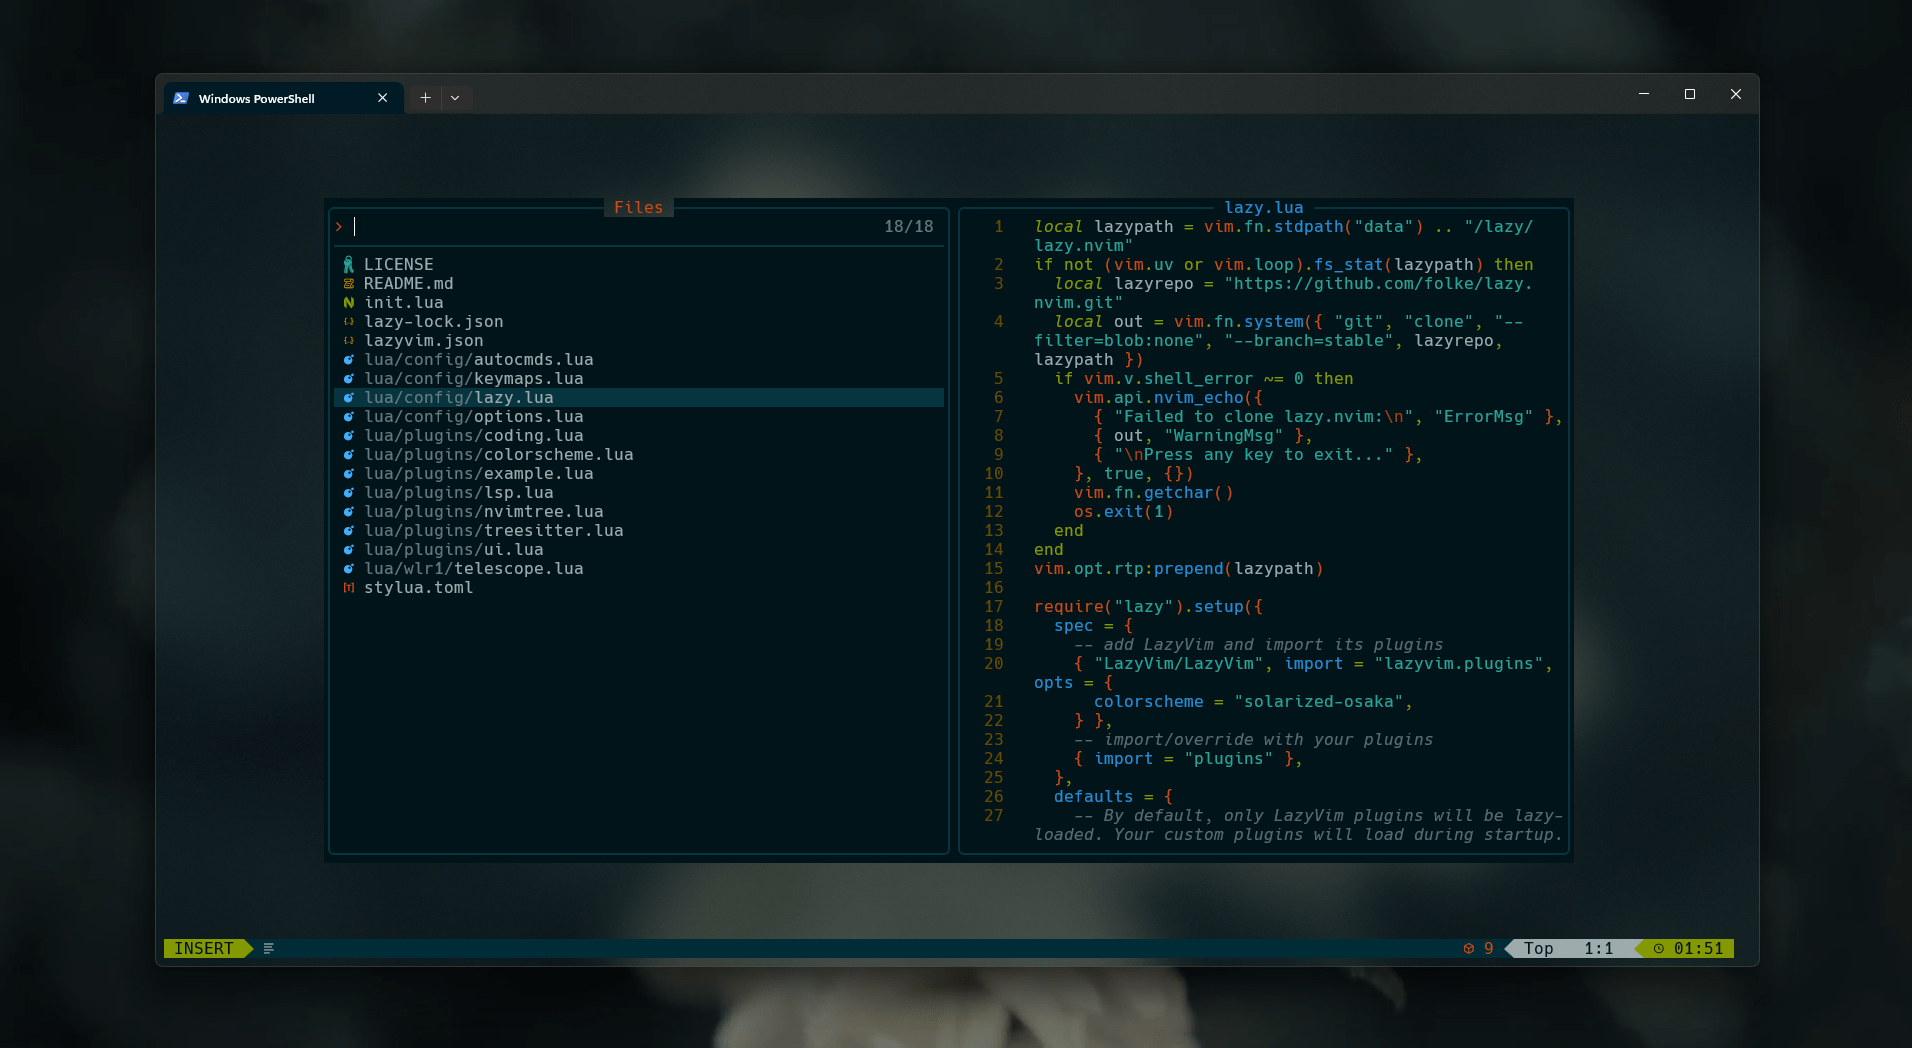 Windows PowerShell
Files
18/18
LICENSE
README.md
init.lua
lazy-lock.json
lazyvim.json
lua/config/autocmds.lua
lua/config/keymaps.lua
lua/config/lazy.lua
lua/config/options.lua
lua/plugins/coding.lua
lua/plugins/colorscheme.lua
lua/plugins/example.lua
lua/plugins/lsp.lua
lua/plugins/nvimtree.lua
lua/plugins/treesitter.lua
lua/plugins/ui.lua
lua/wlr1/telescope.lua
stylua.toml
lazy.lua
1 local lazypath = vim.fn.stdpath("data") .. "/lazy/
lazy.nvim"
2 if not (vim.uv or vim.loop).fs_stat(lazypath) then
3 local lazyrepo = "https://github.com/folke/lazy.
nvim.git"
4 local out = vim.fn.system({ "git", "clone", "--
filter=blob:none", "--branch=stable", lazyrepo,
lazypath })
5 if vim.v.shell_error ~= 0 then
6 vim.api.nvim_echo({
7 { "Failed to clone lazy.nvim:\n", "ErrorMsg" },
8 { out, "WarningMsg" },
9 { "\nPress any key to exit..." },
10 }, true, {})
11 vim.fn.getchar()
12 os.exit(1)
13 end
14 end
15 vim.opt.rtp:prepend(lazypath)
16
17 require("lazy").setup({
18 spec = {
19 -- add LazyVim and import its plugins
20 { "LazyVim/LazyVim", import = "lazyvim.plugins",
opts = {
21 colorscheme = "solarized-osaka",
22 } },
23 -- import/override with your plugins
24 { import = "plugins" },
25 },
26 defaults = {
27 -- By default, only LazyVim plugins will be lazy-
loaded. Your custom plugins will load during startup.
INSERT
9 Top 1:1 01:51